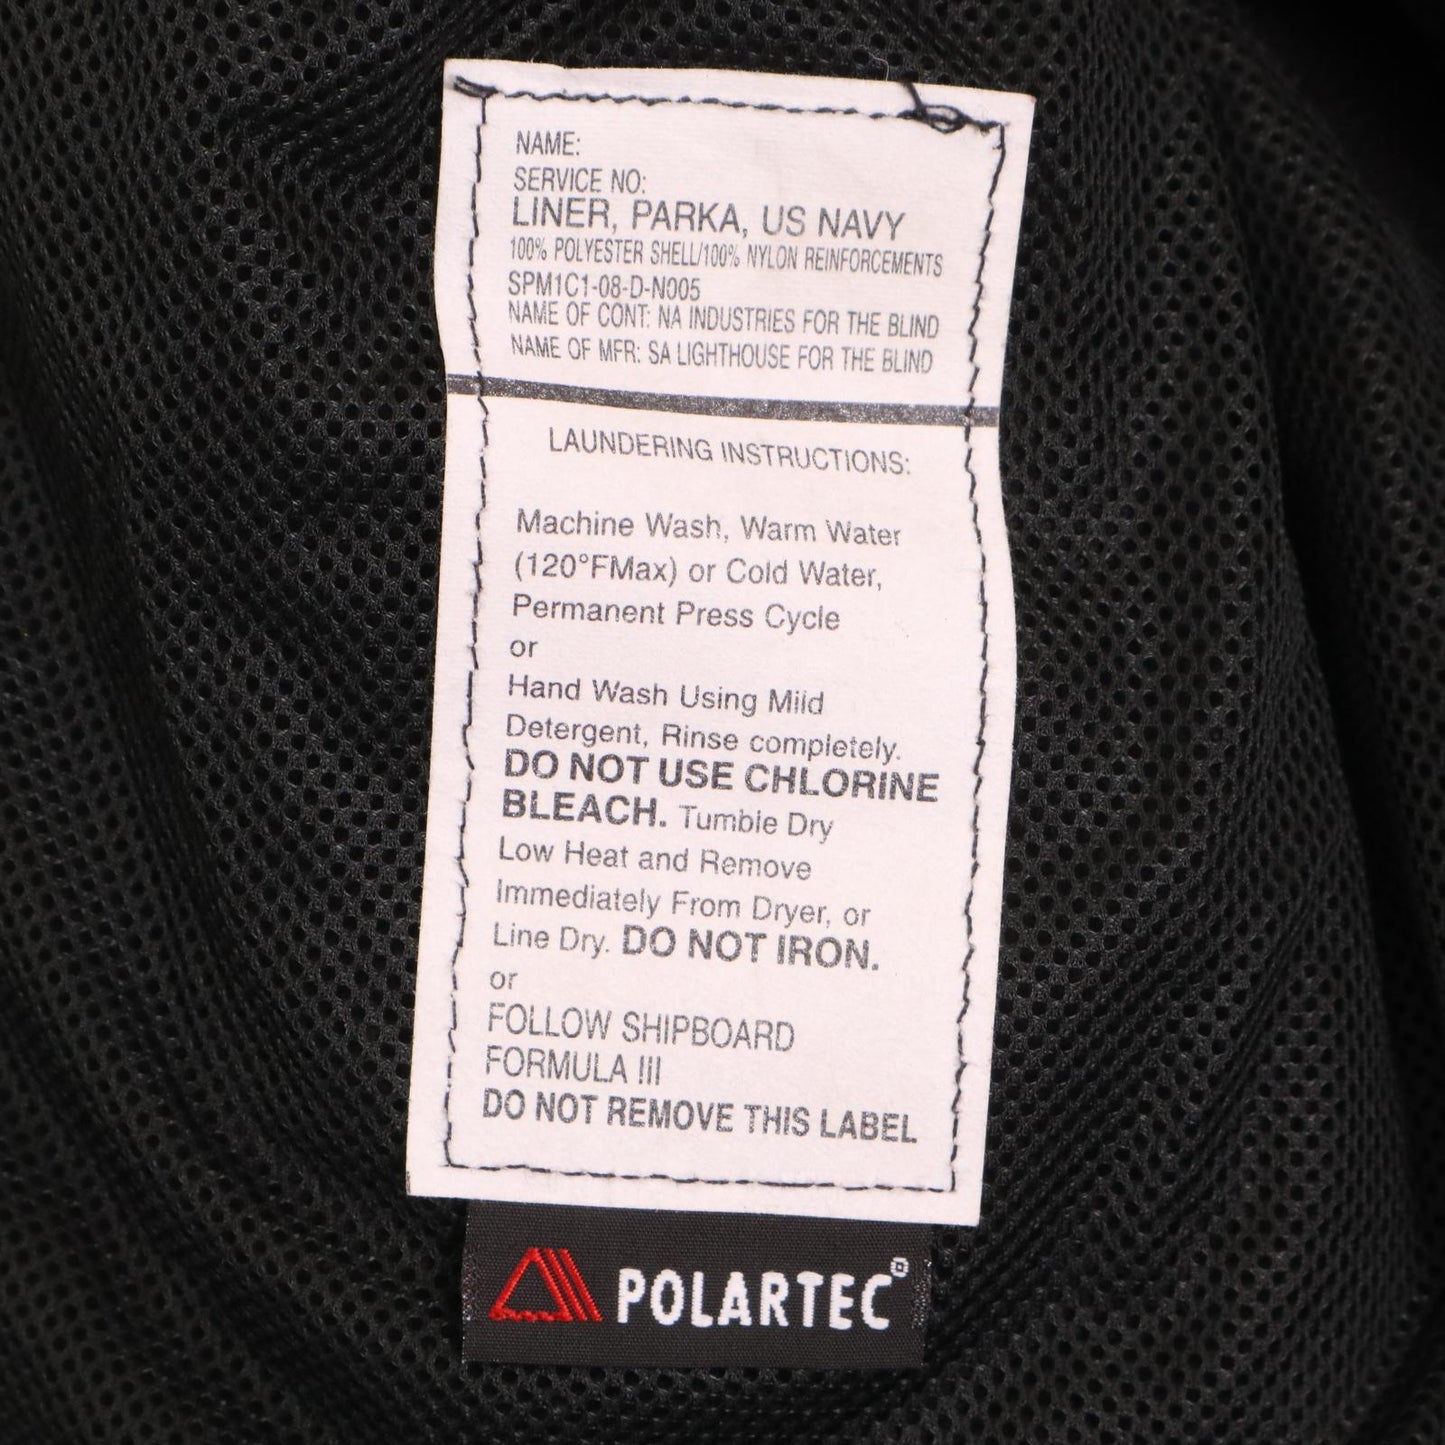 NAME:
SERVICE NO:
LINER, PARKA, US NAVY
100% POLYESTER SHELL/100% NYLON REINFORCEMENTS
SPM1C1-08-D-N005
NAME OF CONT: NA INDUSTRIES FOR THE BLIND
NAME OF MFR: SA LIGHTHOUSE FOR THE BLIND
LAUNDERING INSTRUCTIONS:
Machine Wash, Warm Water
(120°FMax) or Cold Water,
Permanent Press Cycle
or
Hand Wash Using Mild
Detergent, Rinse completely.
DO NOT USE CHLORINE
BLEACH. Tumble Dry
Low Heat and Remove
Immediately From Dryer, or
Line Dry. DO NOT IRON.
or
FOLLOW SHIPBOARD
FORMULA III
DO NOT REMOVE THIS LABEL
POLARTEC®